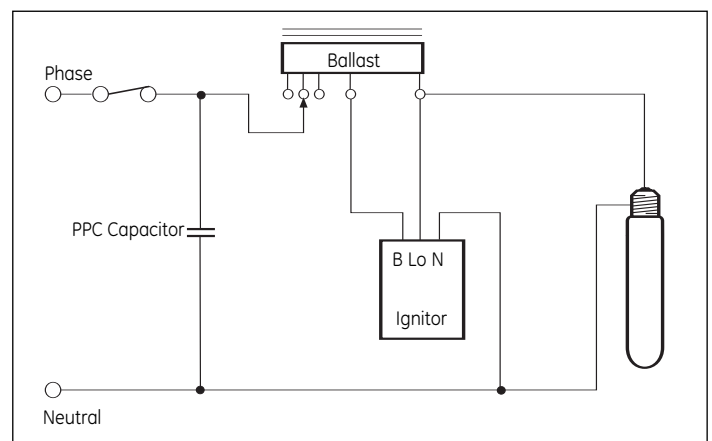 Ballast
Phase
PPC Capacitor
B Lo N
Ignitor
Neutral